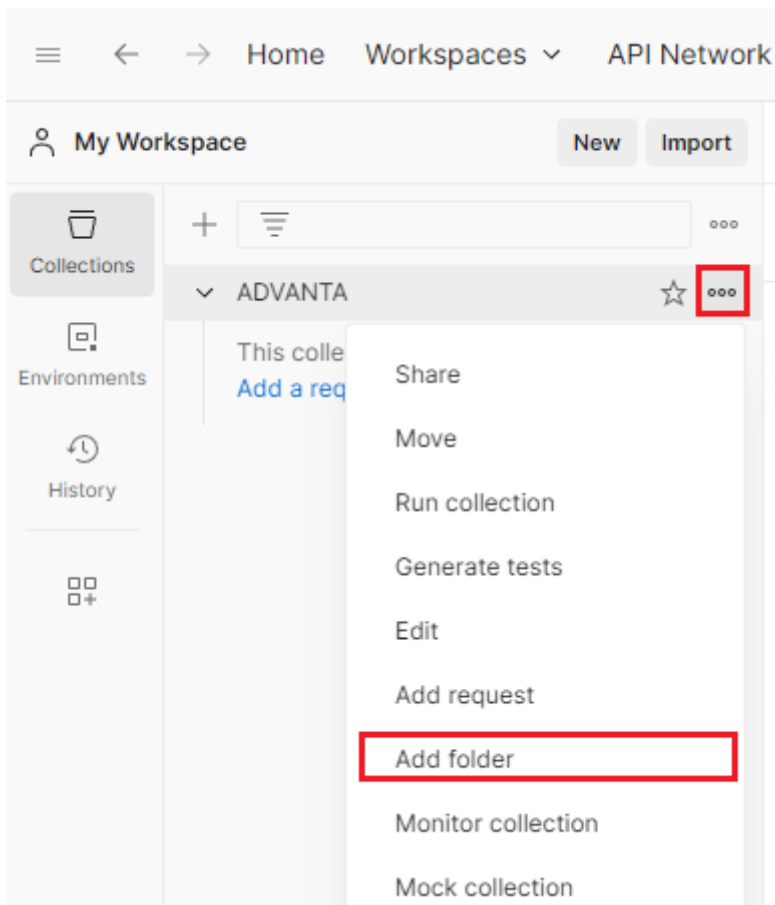 Home Workspaces API Network
My Workspace New Import
Collections
ADVANTA
This colle
Add a req
Environments
History
Share
Move
Run collection
Generate tests
Edit
Add request
Add folder
Monitor collection
Mock collection